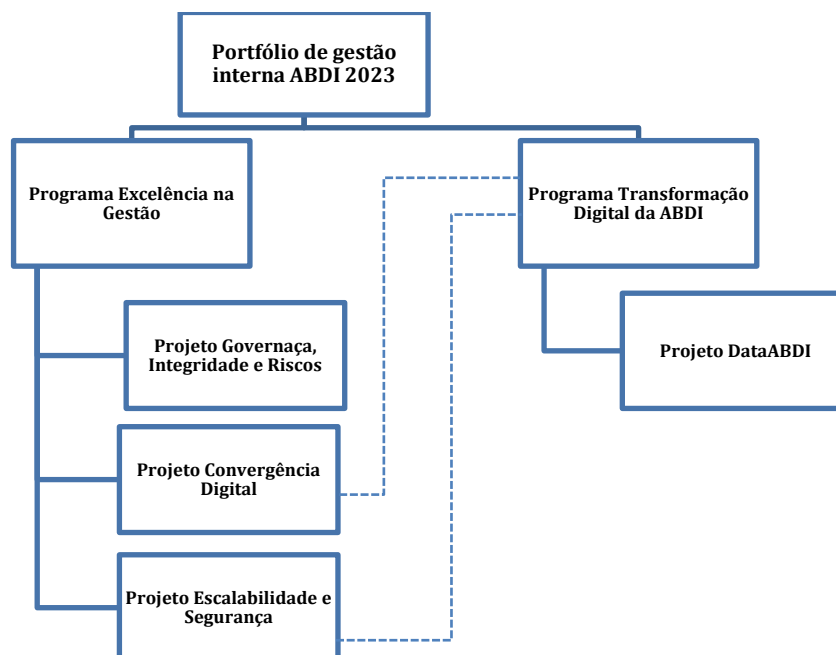 Portfólio de gestão
interna ABDI 2023
Programa Excelência na
Gestão
Programa Transformação
Digital da ABDI
Projeto Governaça,
Integridade e Riscos
Projeto DataABDI
Projeto Convergência
Digital
Projeto Escalabilidade e
Segurança